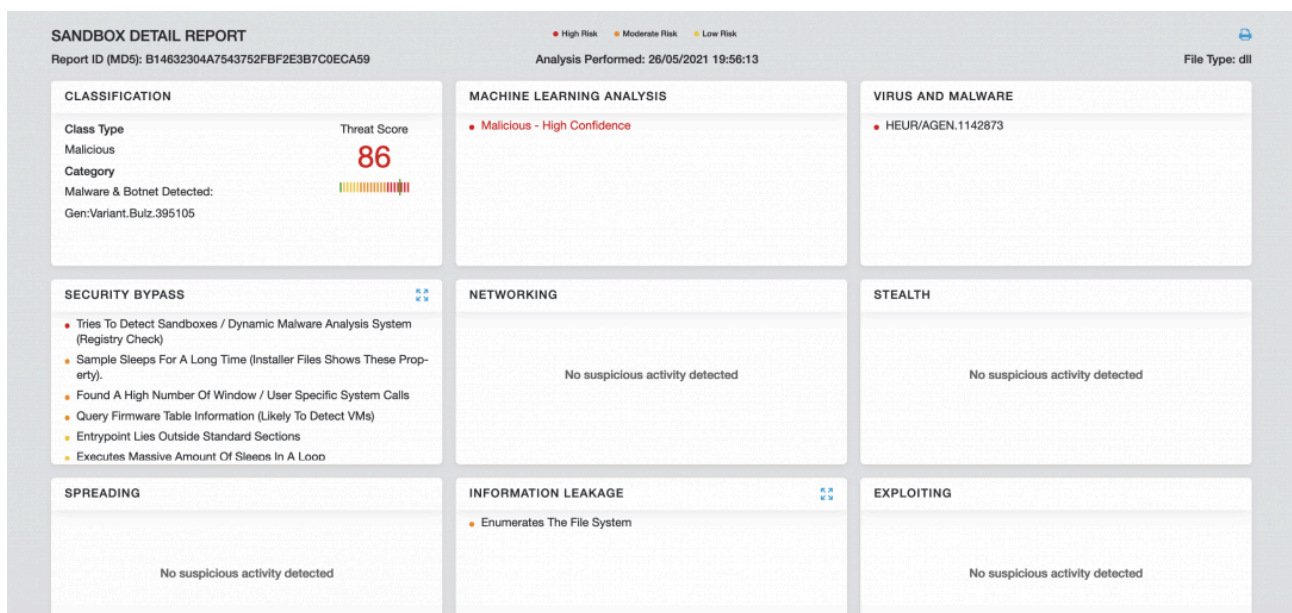 SANDBOX DETAIL REPORT
High Risk Moderate Risk Low Risk
Report ID (MD5): B14632304A7543752FBF2E3B7C0ECA59
Analysis Performed: 26/05/2021 19:56:13
File Type: dll
CLASSIFICATION
Class Type
Threat Score
Malicious
86
Category
Malware & Botnet Detected:
Gen:Variant.Bulz.395105
MACHINE LEARNING ANALYSIS
Malicious - High Confidence
VIRUS AND MALWARE
HEUR/AGEN.1142873
SECURITY BYPASS
Tries To Detect Sandboxes / Dynamic Malware Analysis System
(Registry Check)
Sample Sleeps For A Long Time (Installer Files Shows These Prop-
erty).
Found A High Number Of Window / User Specific System Calls
Query Firmware Table Information (Likely To Detect VMs)
Entrypoint Lies Outside Standard Sections
Executes Massive Amount Of Sleeps In A Loop
NETWORKING
No suspicious activity detected
STEALTH
No suspicious activity detected
SPREADING
No suspicious activity detected
INFORMATION LEAKAGE
Enumerates The File System
EXPLOITING
No suspicious activity detected